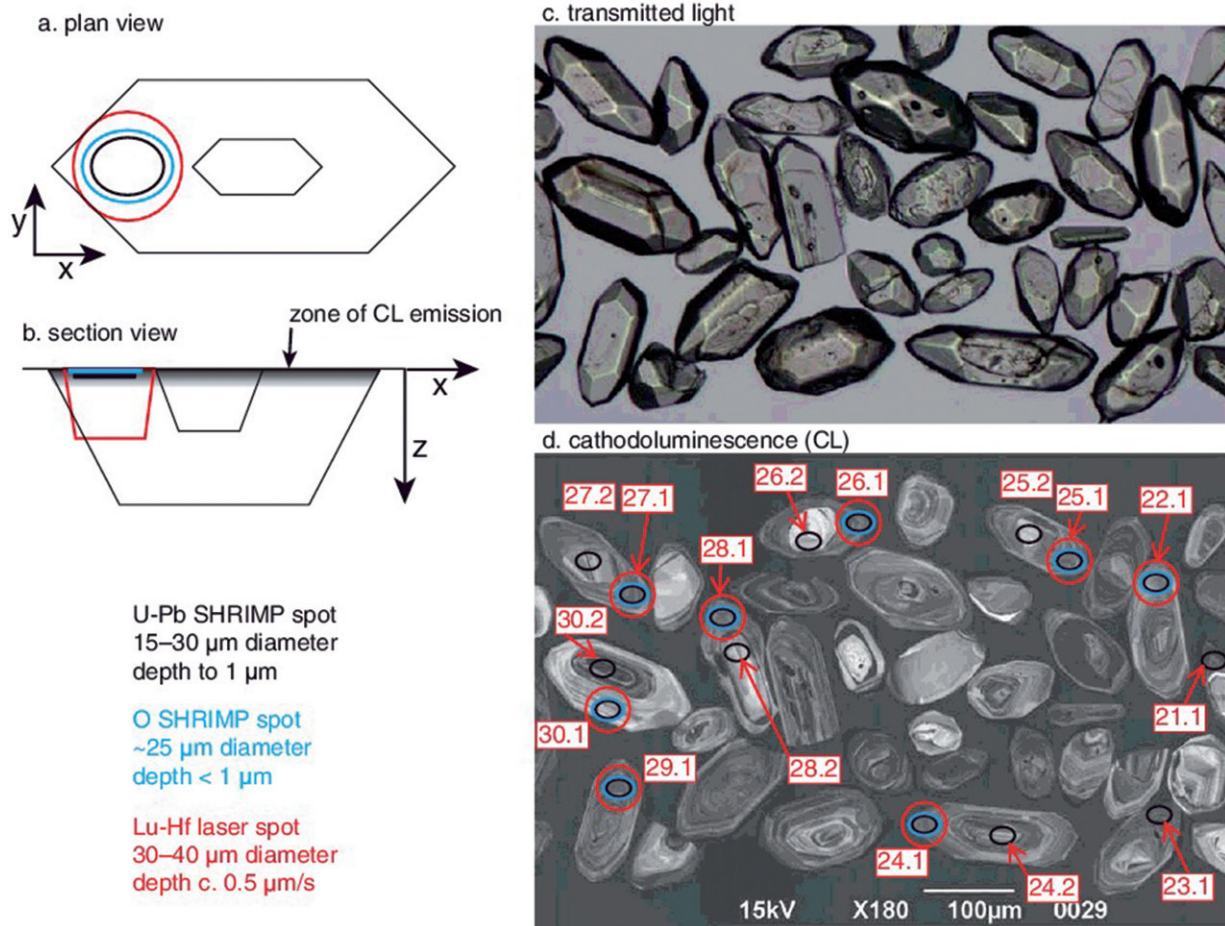 a. plan view
y
x
b. section view
zone of CL emission
x
z
U-Pb SHRIMP spot
15–30 µm diameter
depth to 1 µm
O SHRIMP spot
~25 µm diameter
depth < 1 µm
Lu-Hf laser spot
30–40 µm diameter
depth c. 0.5 µm/s
c. transmitted light
d. cathodoluminescence (CL)
27.2
27.1
26.2
26.1
25.2
25.1
22.1
28.1
30.2
30.1
29.1
28.2
21.1
24.1
24.2
23.1
15kV X180 100µm 0029